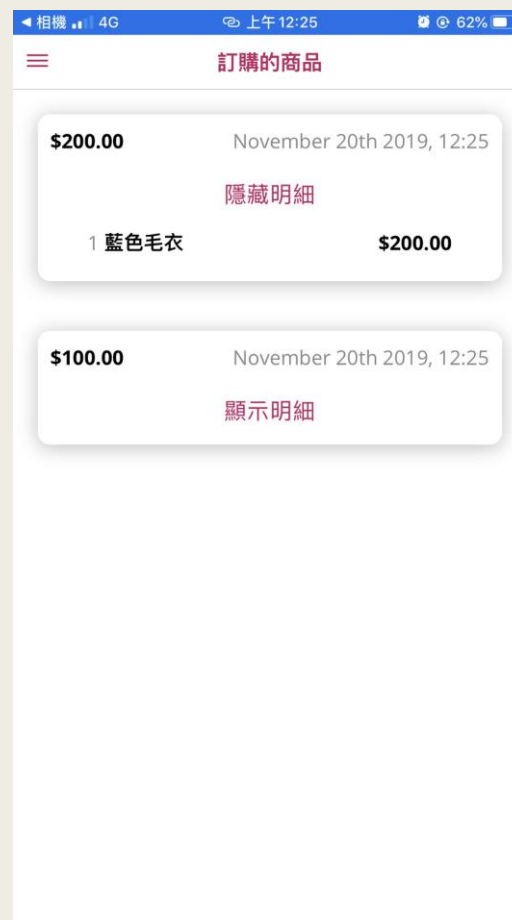 相機 4G 上午12:25 62%
訂購的商品
$200.00 November 20th 2019, 12:25
隱藏明細
1 藍色毛衣 $200.00
$100.00 November 20th 2019, 12:25
顯示明細